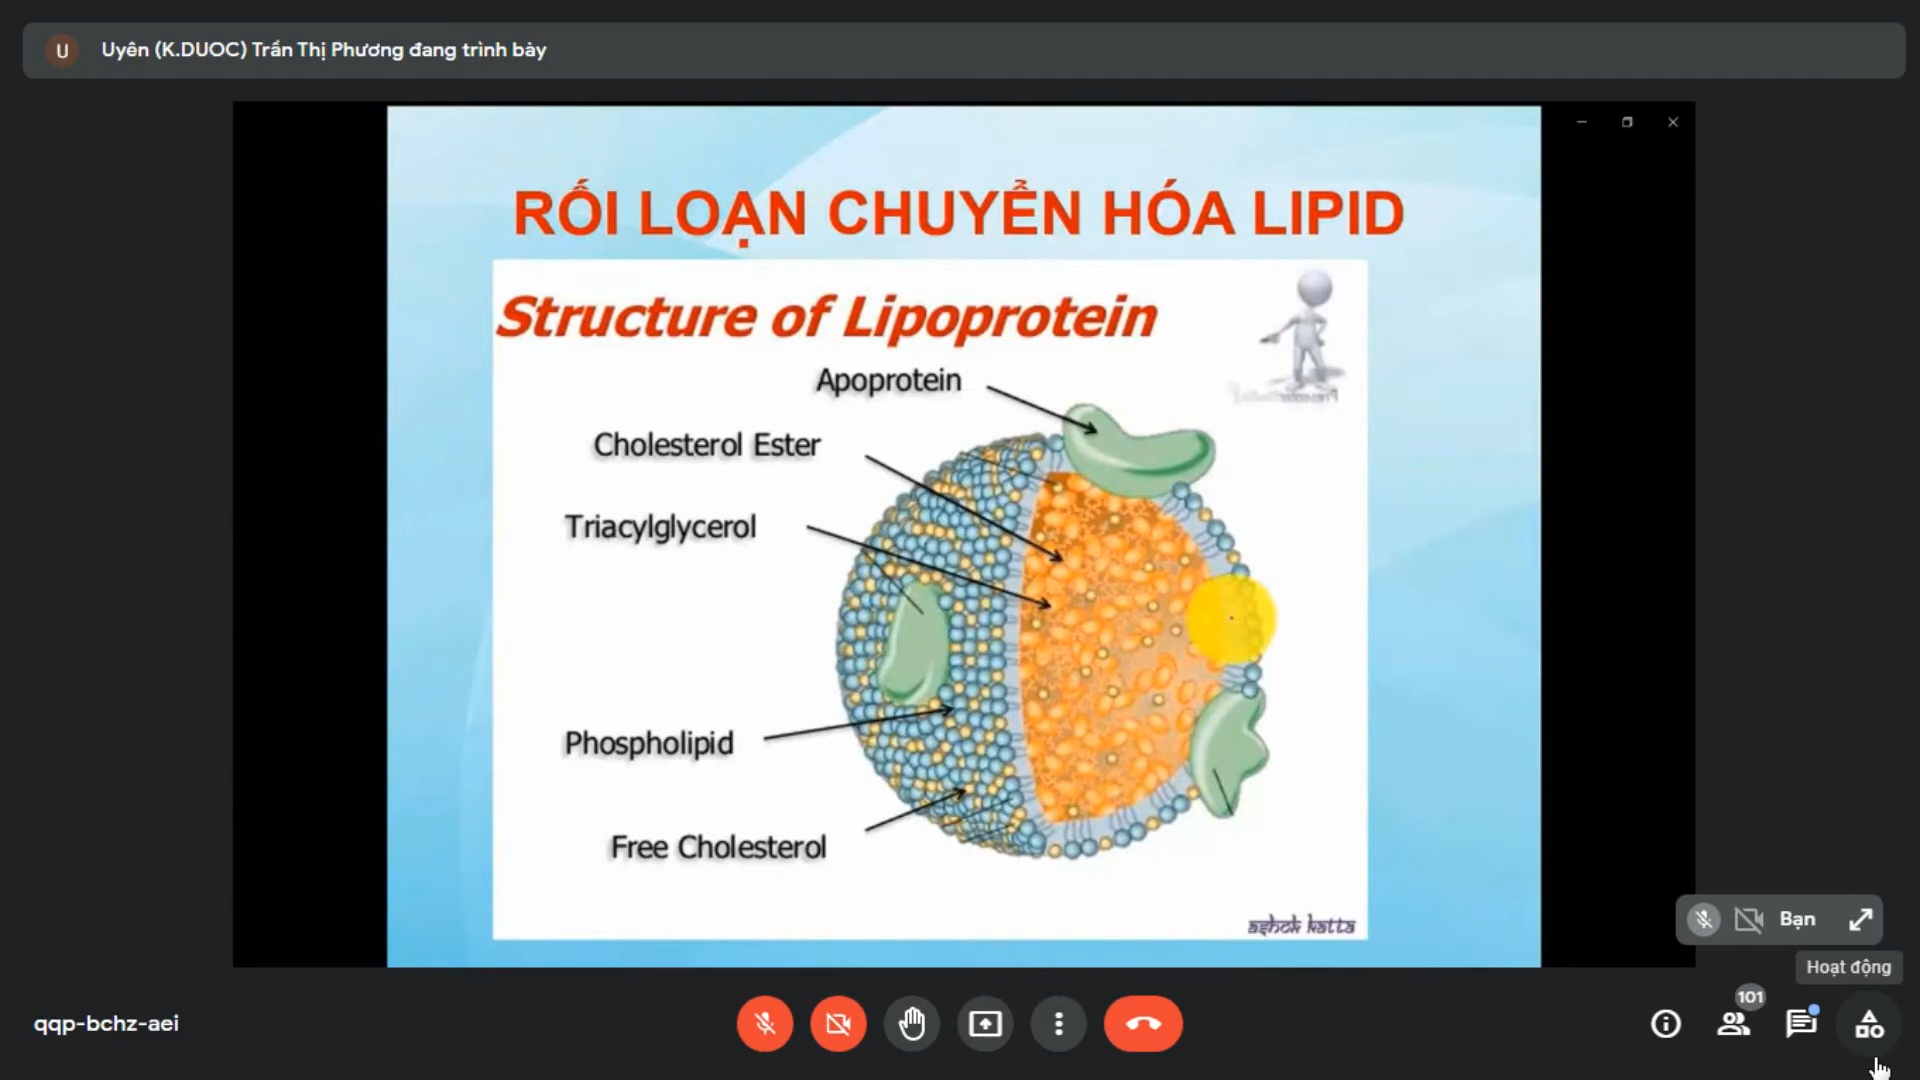 U Uyên (K.DUOC) Trần Thị Phương đang trình bày
RỐI LOẠN CHUYỂN HÓA LIPID
Structure of Lipoprotein
Apoprotein
Cholesterol Ester
Triacylglycerol
Phospholipid
Free Cholesterol
ashok katta
Bạn
Hoạt động
101
qqp-bchz-aei